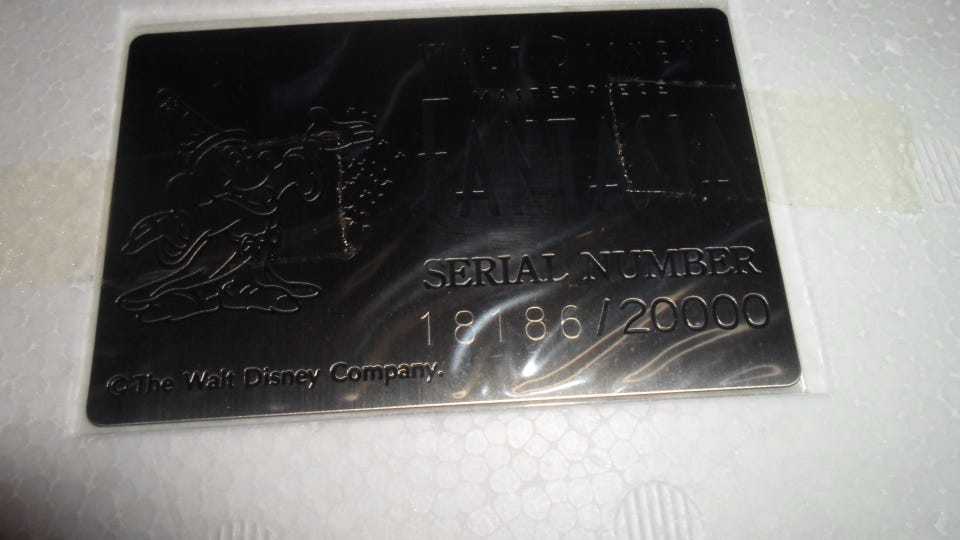 WALT DISNEY'S
MASTERPIECE
FANTASIA
SERIAL NUMBER
18186/20000
©The Walt Disney Company.